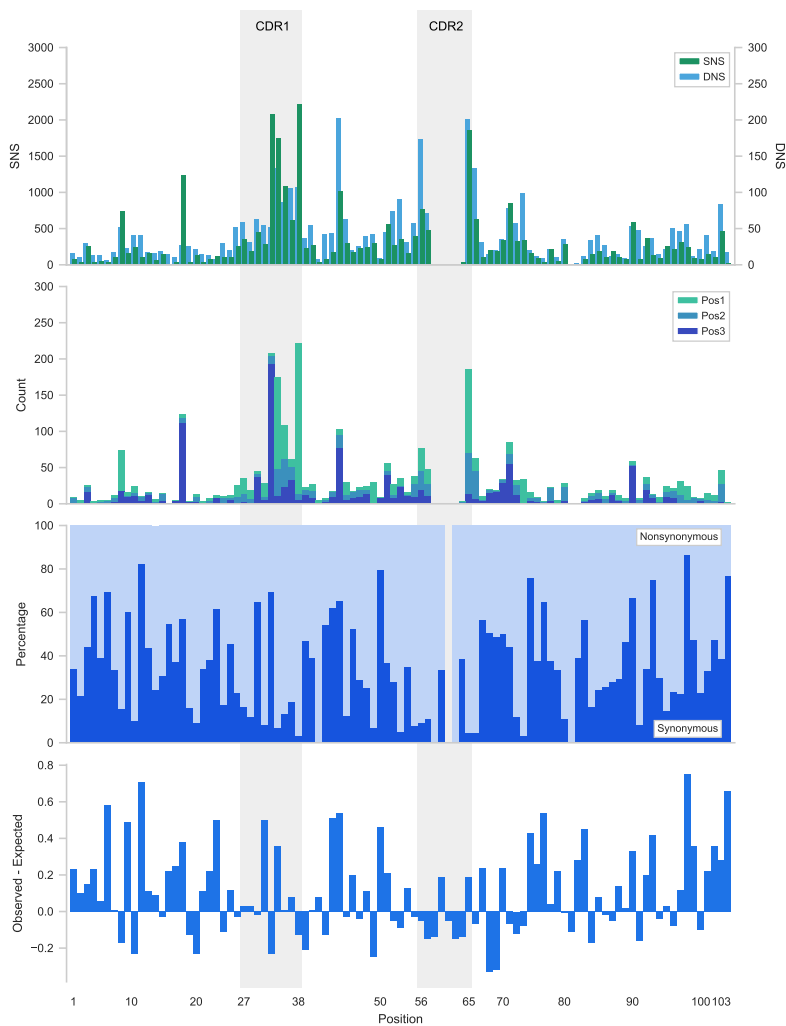 CDR1 CDR2
3000 300
2500 250
2000 200
1500 150
1000 100
500 50
0 0
SNS
DNS
SNS
DNS
300
250
200
150
100
50
0
Count
Pos1
Pos2
Pos3
100
80
60
40
20
0
Percentage
Nonsynonymous
Synonymous
0.8
0.6
0.4
0.2
0.0
−0.2
Observed - Expected
1 10 20 27 38 50 56 65 70 80 90 100 103
Position